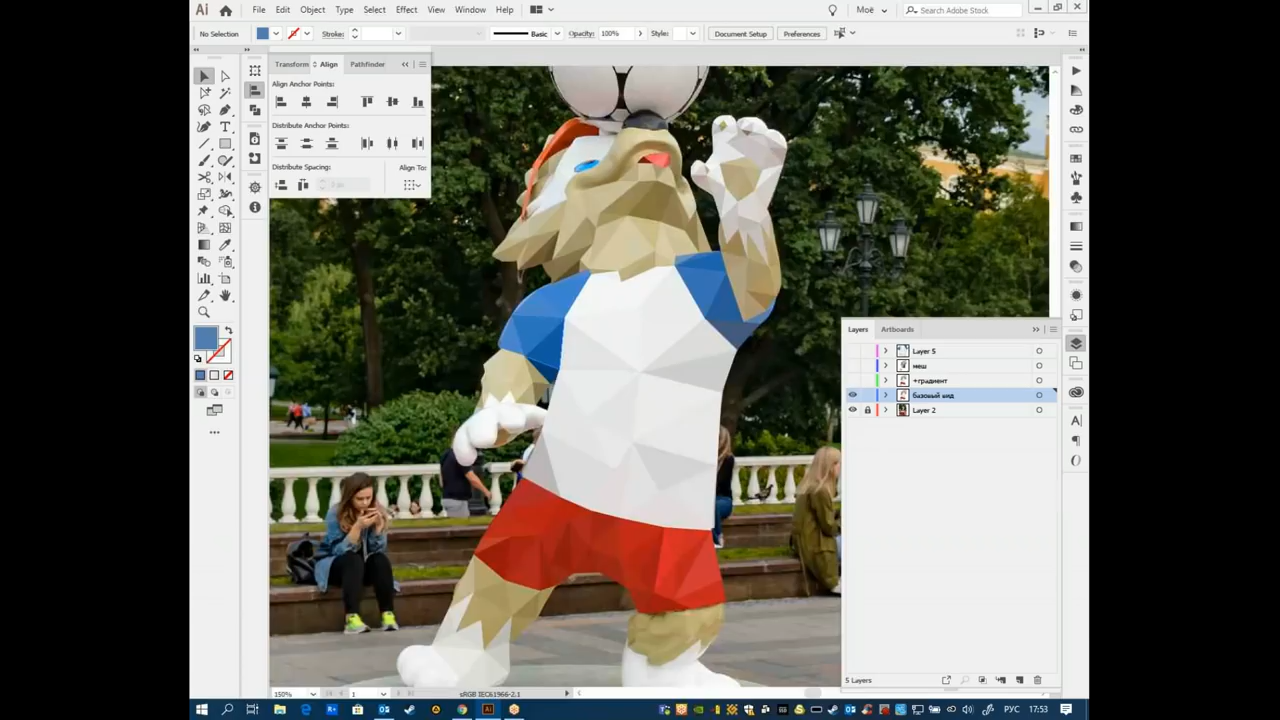 Ai File Edit Object Type Select Effect View Window Help Моё Search Adobe Stock
No Selection Stroke: Basic Opacity: 100% Style: Document Setup Preferences
Transform Align Pathfinder
Align Anchor Points:
Distribute Anchor Points:
Distribute Spacing: Align To:
Layers Artboards
Layer 5
меш
+градиент
базовый вид
Layer 2
5 Layers
150% 1 sRGB IEC61966-2.1
РУС 17:53